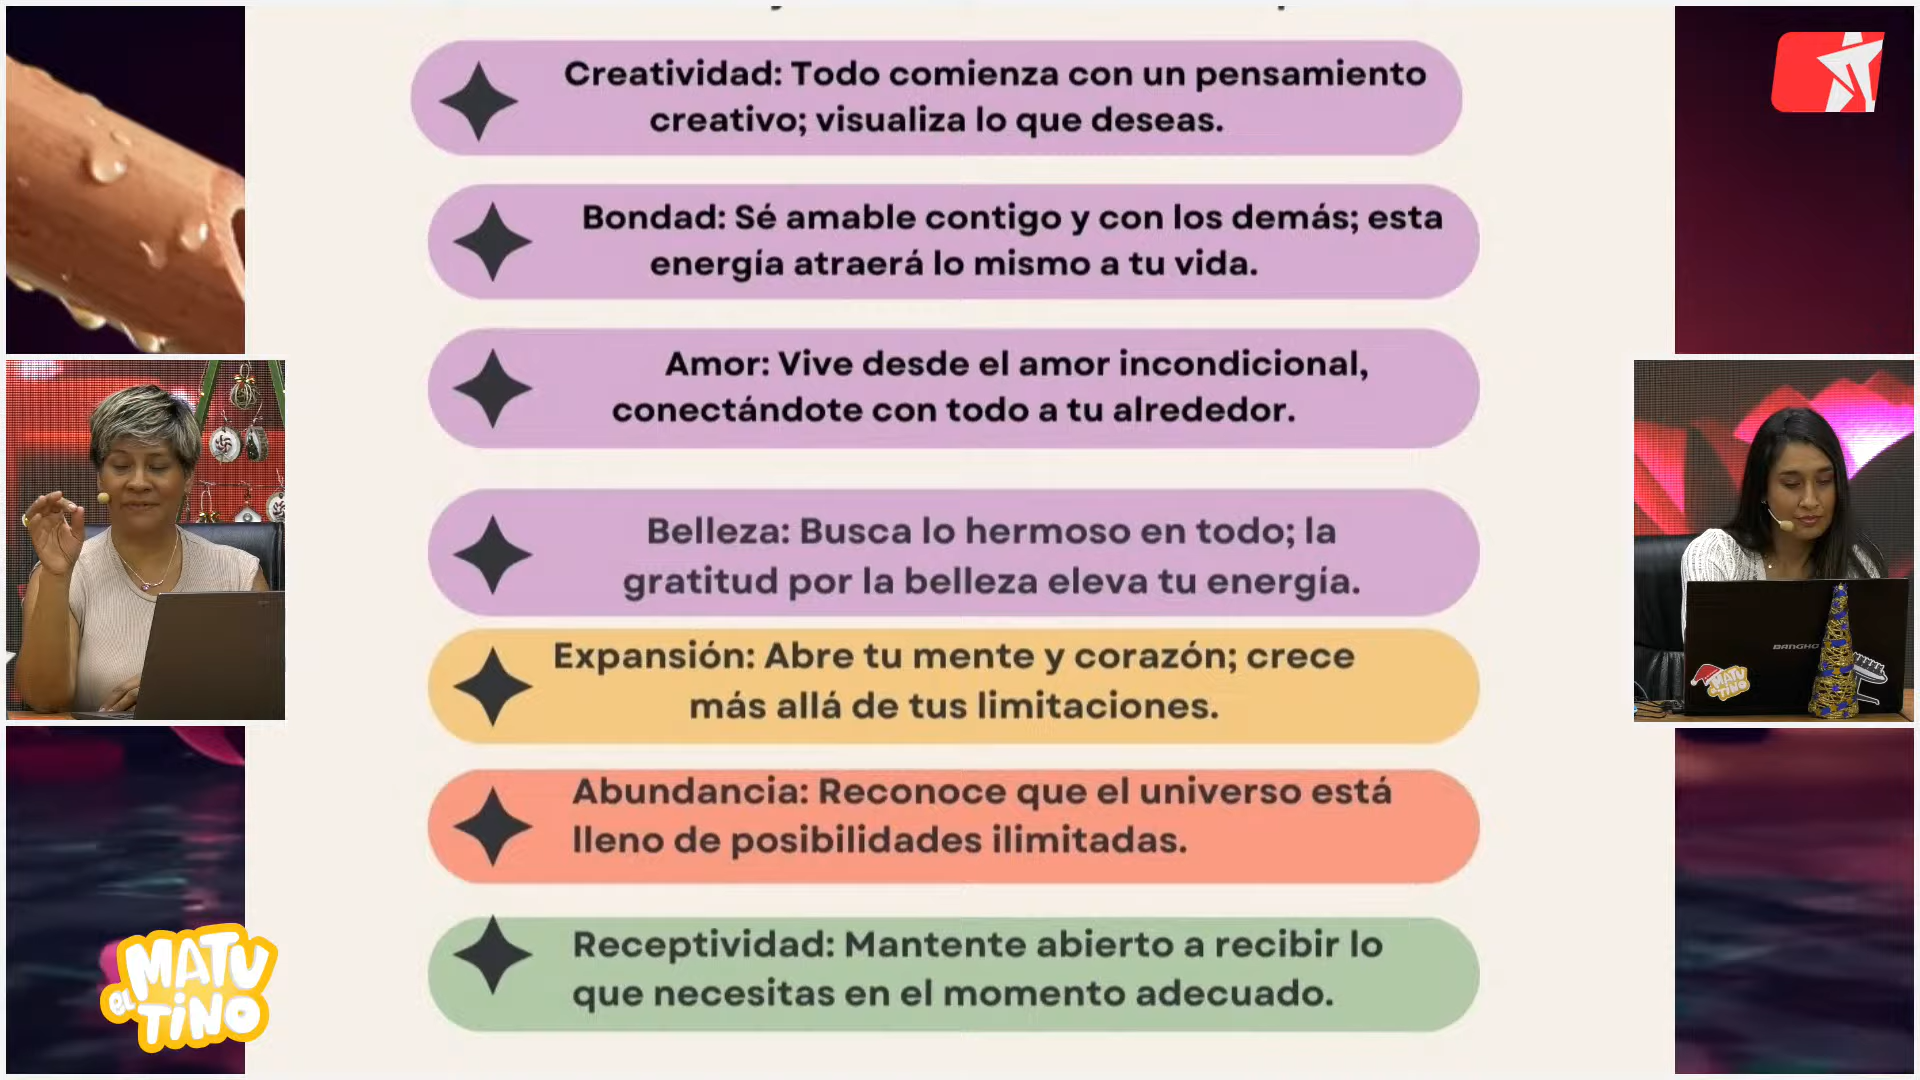 Creatividad: Todo comienza con un pensamiento
creativo; visualiza lo que deseas.
Bondad: Sé amable contigo y con los demás; esta
energía atraerá lo mismo a tu vida.
Amor: Vive desde el amor incondicional,
conectándote con todo a tu alrededor.
Belleza: Busca lo hermoso en todo; la
gratitud por la belleza eleva tu energía.
Expansión: Abre tu mente y corazón; crece
más allá de tus limitaciones.
Abundancia: Reconoce que el universo está
lleno de posibilidades ilimitadas.
Receptividad: Mantente abierto a recibir lo
que necesitas en el momento adecuado.
BANGHO
MATU
TINO
EL MATU
TINO